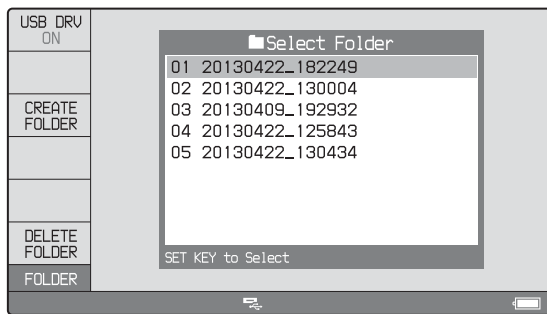 USB DRV
ON
CREATE
FOLDER
DELETE
FOLDER
FOLDER
Select Folder
01 20130422_182249
02 20130422_130004
03 20130409_192932
04 20130422_125843
05 20130422_130434
SET KEY to Select